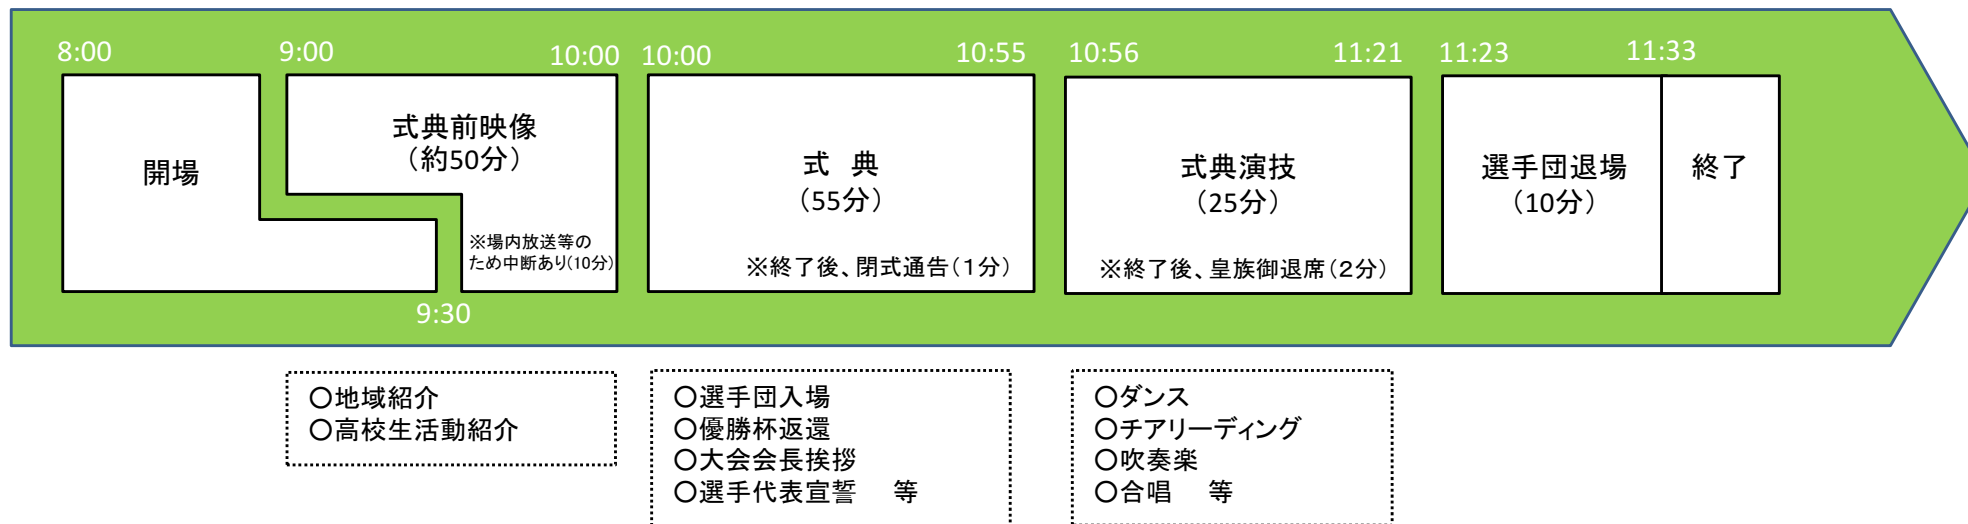 8:00
9:00
10:00
10:00
10:55
10:56
11:21
11:23
11:33
開場
式典前映像
（約50分）
※場内放送等の
ため中断あり（10分）
9:30
式 典
（55分）
※終了後、閉式通告（１分）
式典演技
（25分）
※終了後、皇族御退席（２分）
選手団退場
（10分）
終了
〇地域紹介
〇高校生活動紹介
〇選手団入場
〇優勝杯返還
〇大会会長挨拶
〇選手代表宣誓 等
〇ダンス
〇チアリーディング
〇吹奏楽
〇合唱 等